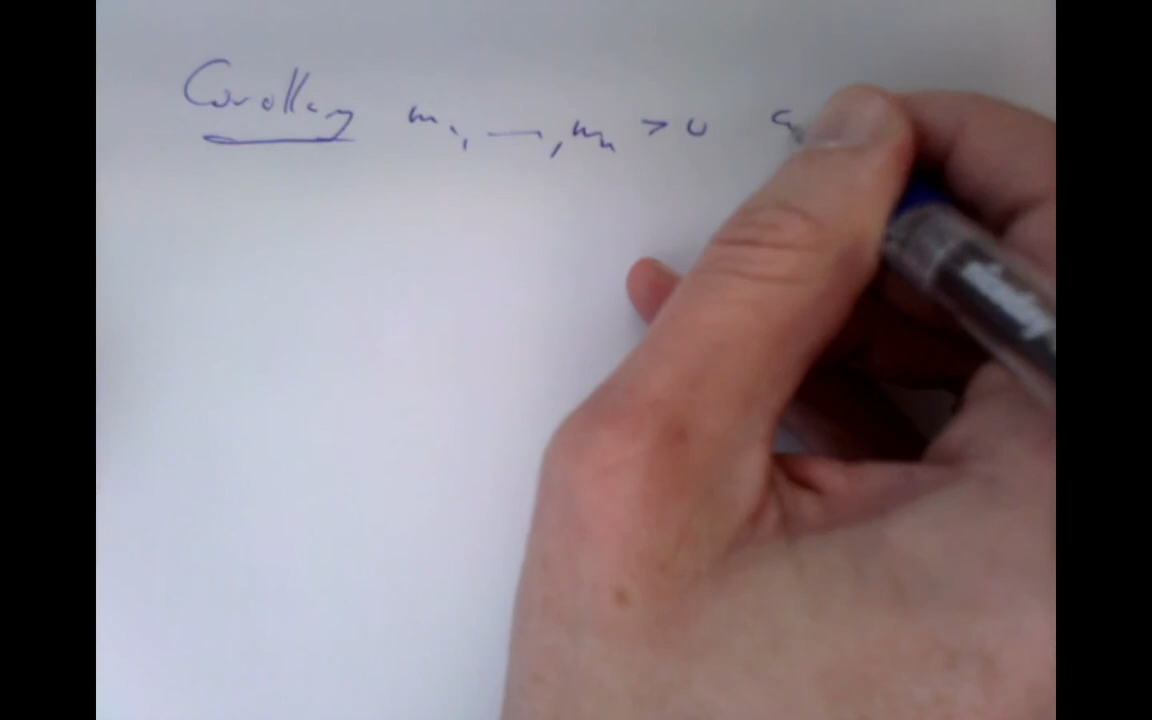 Corollary m₁, —, mₙ > 0